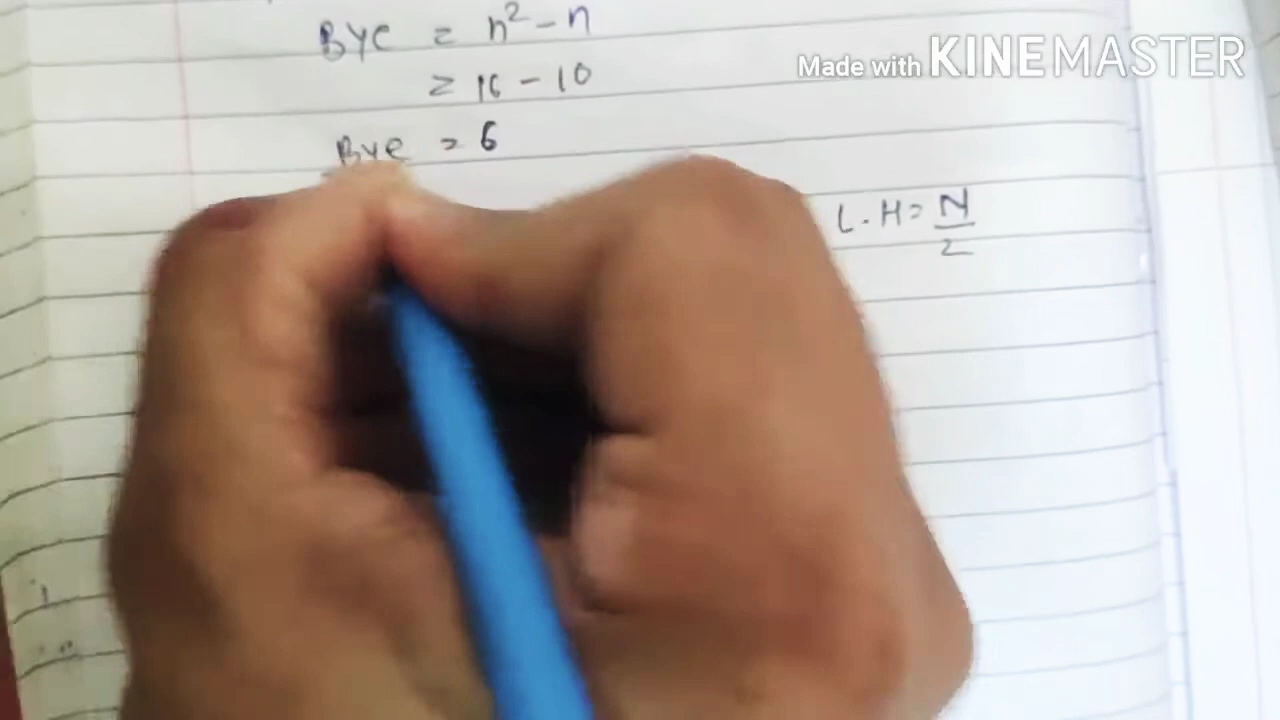 Bye = n² - n
Made with KINEMASTER
= 16 - 10
Bye = 6
L.H = N/2